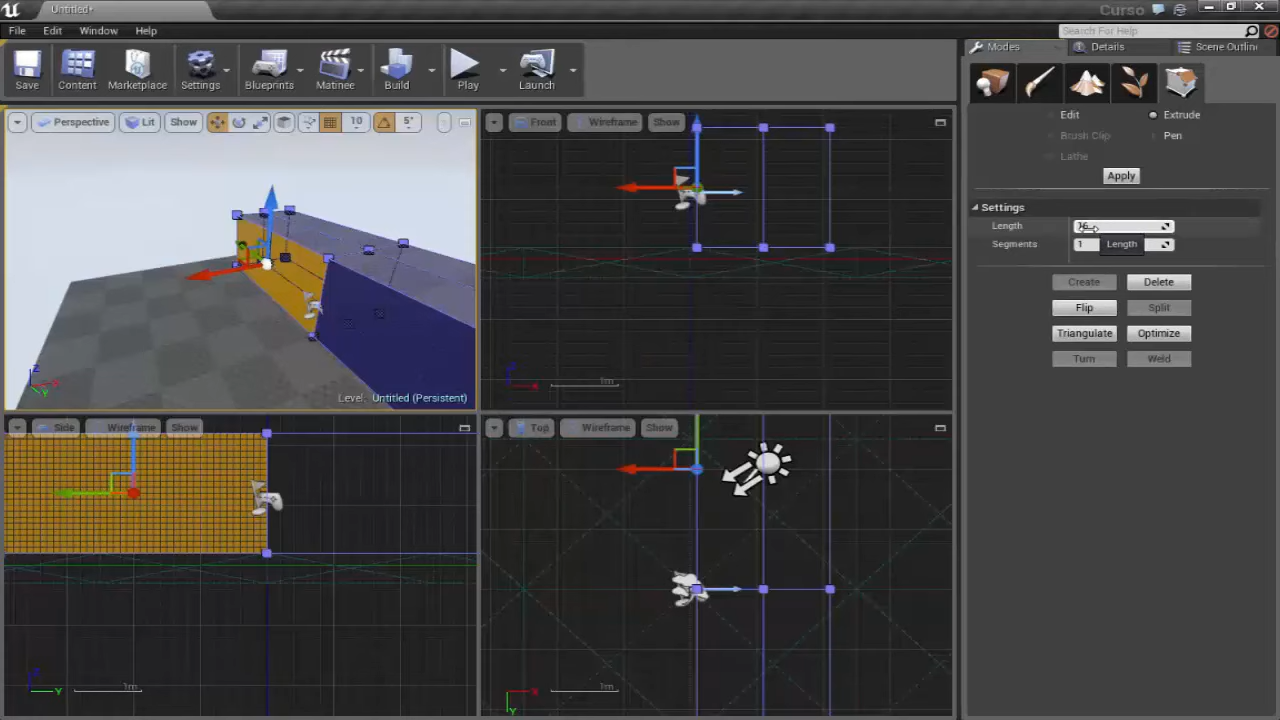 Untitled*
Curso
File Edit Window Help
Search For Help
Save Content Marketplace Settings Blueprints Matinee Build Play Launch
Modes Details Scene Outlin
Perspective Lit Show 10 5°
Front Wireframe Show
Edit Extrude
Brush Clip Pen
Lathe
Apply
Settings
Length 16
Segments 1 Length
Create Delete
Flip Split
Triangulate Optimize
Turn Weld
Z
X
Y
Level: Untitled (Persistent)
1m
Side Wireframe Show
Top Wireframe Show
Y 1m
X 1m
Y